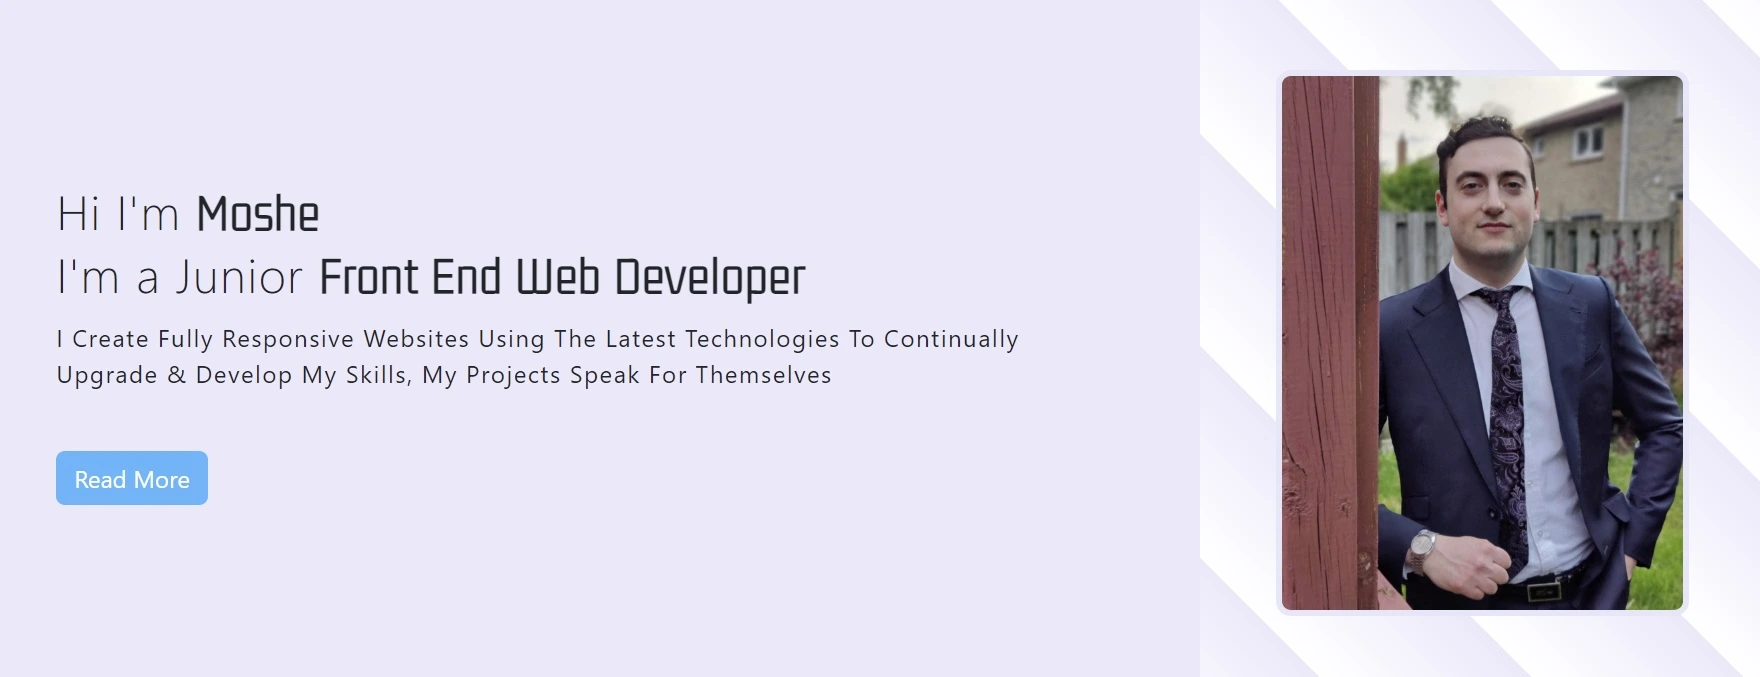 Hi I'm Moshe
I'm a Junior Front End Web Developer
I Create Fully Responsive Websites Using The Latest Technologies To Continually
Upgrade & Develop My Skills, My Projects Speak For Themselves
Read More